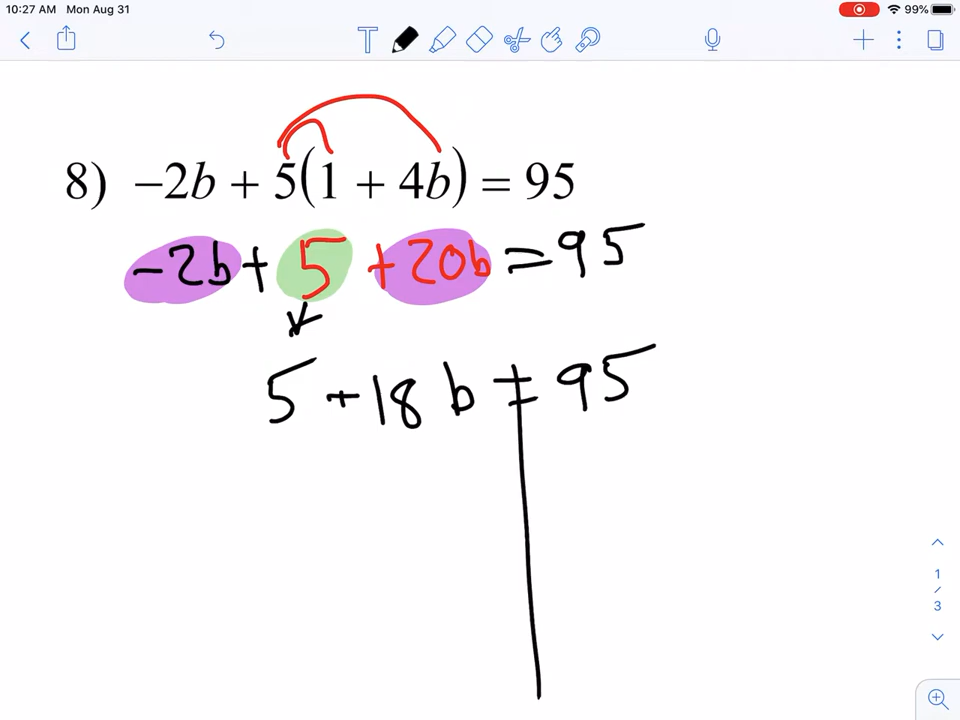 10:27 AM Mon Aug 31 99%
T
8) −2b + 5(1 + 4b) = 95
-2b + 5 +20b = 95
5 + 18b = 95
1
/
3